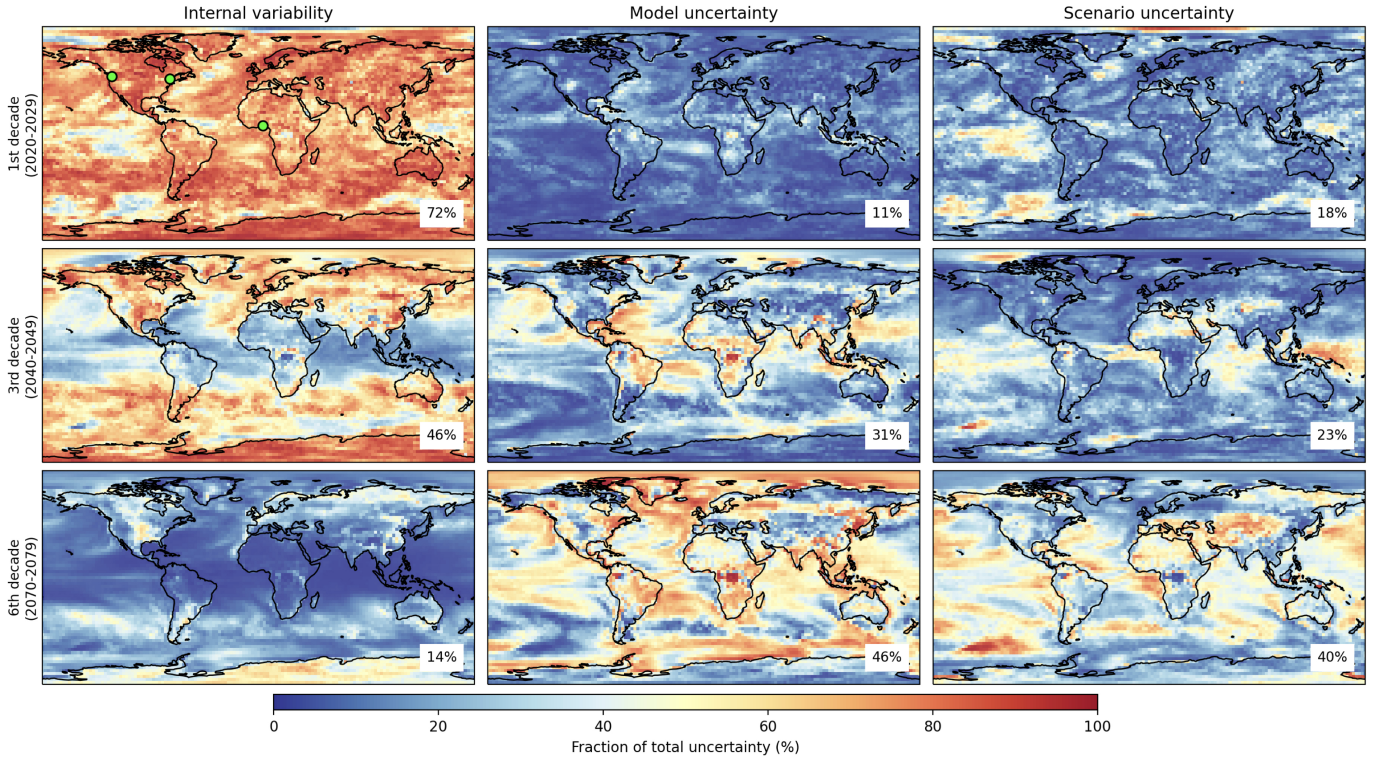 Internal variability
Model uncertainty
Scenario uncertainty
1st decade
(2020-2029)
72%
11%
18%
3rd decade
(2040-2049)
46%
31%
23%
6th decade
(2070-2079)
14%
46%
40%
0 20 40 60 80 100
Fraction of total uncertainty (%)